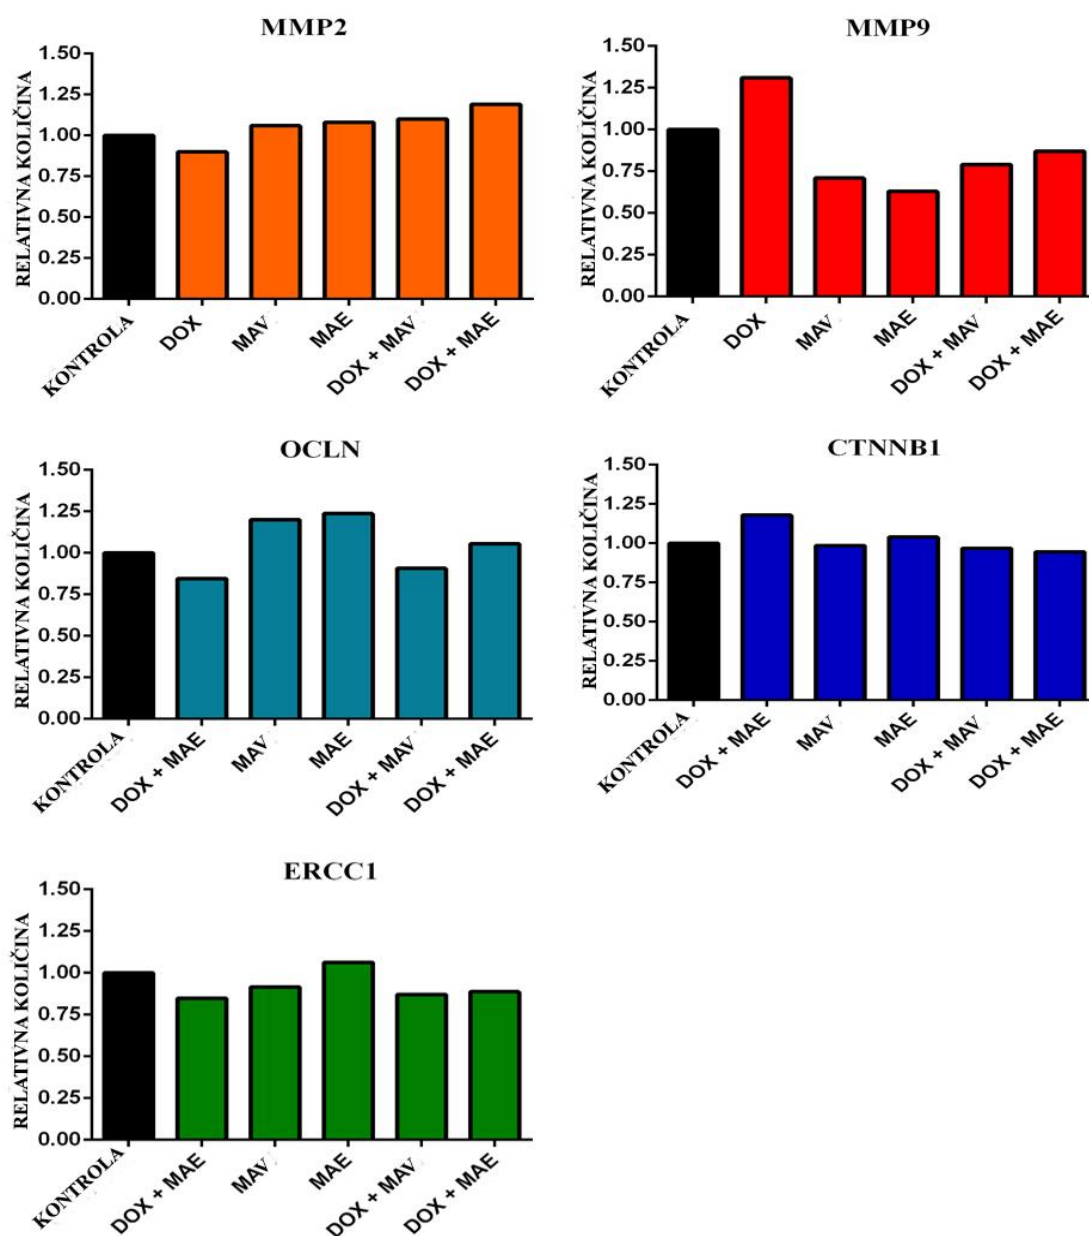 MMP2
RELATIVNA KOLIČINA
1.50
1.25
1.00
0.75
0.50
0.25
0.00
KONTROLA
DOX
MAV
MAE
DOX + MAV
DOX + MAE
MMP9
RELATIVNA KOLIČINA
1.50
1.25
1.00
0.75
0.50
0.25
0.00
KONTROLA
DOX
MAV
MAE
DOX + MAV
DOX + MAE
OCLN
RELATIVNA KOLIČINA
1.50
1.25
1.00
0.75
0.50
0.25
0.00
KONTROLA
DOX + MAE
MAV
MAE
DOX + MAV
DOX + MAE
CTNNB1
RELATIVNA KOLIČINA
1.50
1.25
1.00
0.75
0.50
0.25
0.00
KONTROLA
DOX + MAE
MAV
MAE
DOX + MAV
DOX + MAE
ERCC1
RELATIVNA KOLIČINA
1.50
1.25
1.00
0.75
0.50
0.25
0.00
KONTROLA
DOX + MAE
MAV
MAE
DOX + MAV
DOX + MAE